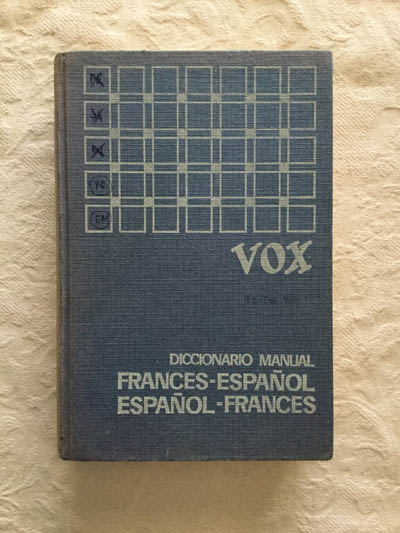 VOX
DICCIONARIO MANUAL
FRANCES-ESPAÑOL
ESPAÑOL-FRANCES